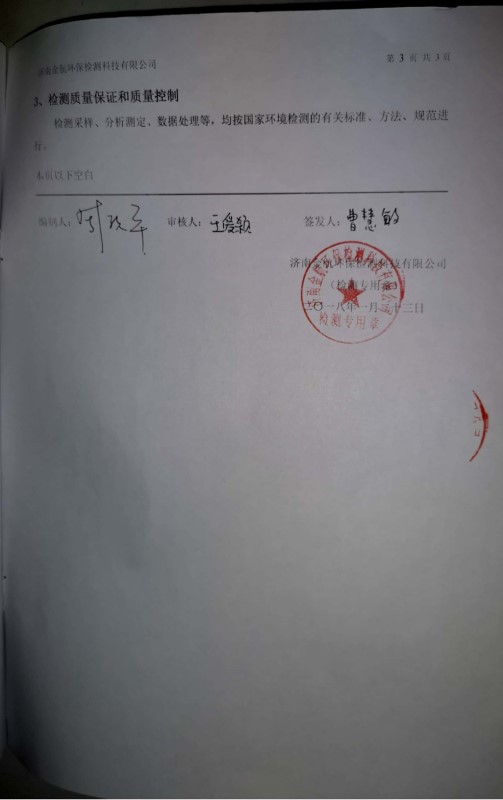 济南金航环保检测科技有限公司 第 3 页 共 3 页
3、检测质量保证和质量控制
检测采样、分析测定、数据处理等，均按国家环境检测的有关标准、方法、规范进
行。
本页以下空白
编制人： 审核人：王爱颖 签发人：曹慧敏
济南金航环保检测科技有限公司
（检测专用章）
二〇一八年一月二十三日
检测专用章